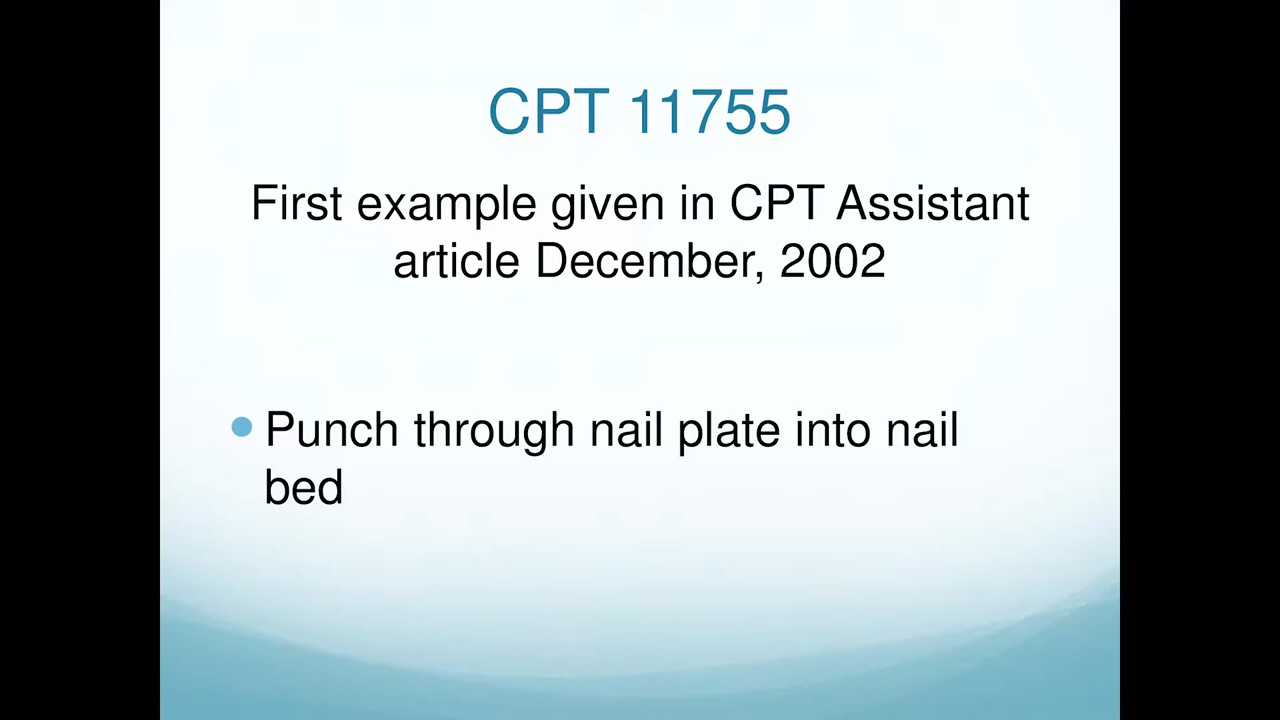 CPT 11755
First example given in CPT Assistant
article December, 2002
Punch through nail plate into nail
bed